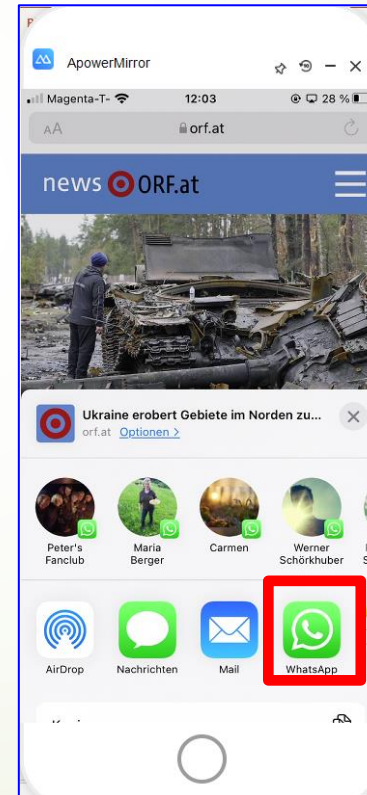 ApowerMirror
Magenta-T-
12:03
28 %
AA
orf.at
news ORF.at
Ukraine erobert Gebiete im Norden zu...
orf.at Optionen >
Peter's
Fanclub
Maria
Berger
Carmen
Werner
Schörkhuber
AirDrop
Nachrichten
Mail
WhatsApp